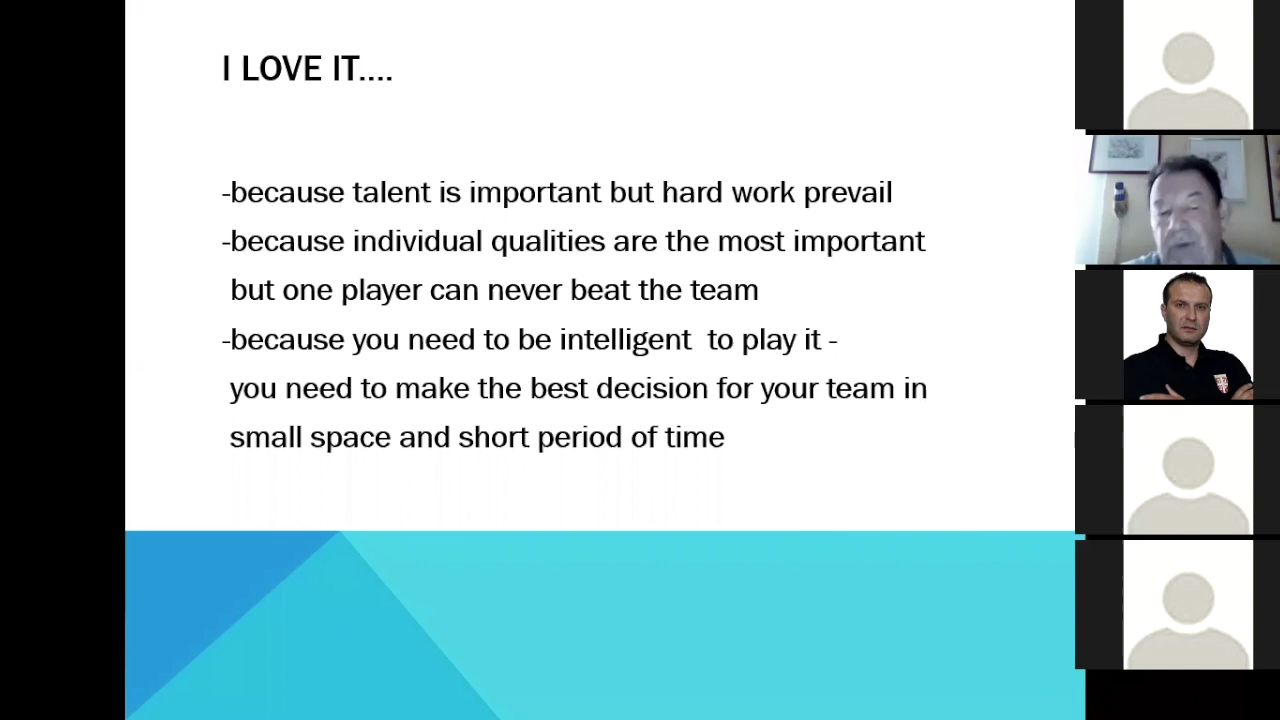 I LOVE IT....
-because talent is important but hard work prevail
-because individual qualities are the most important
but one player can never beat the team
-because you need to be intelligent  to play it -
you need to make the best decision for your team in
small space and short period of time